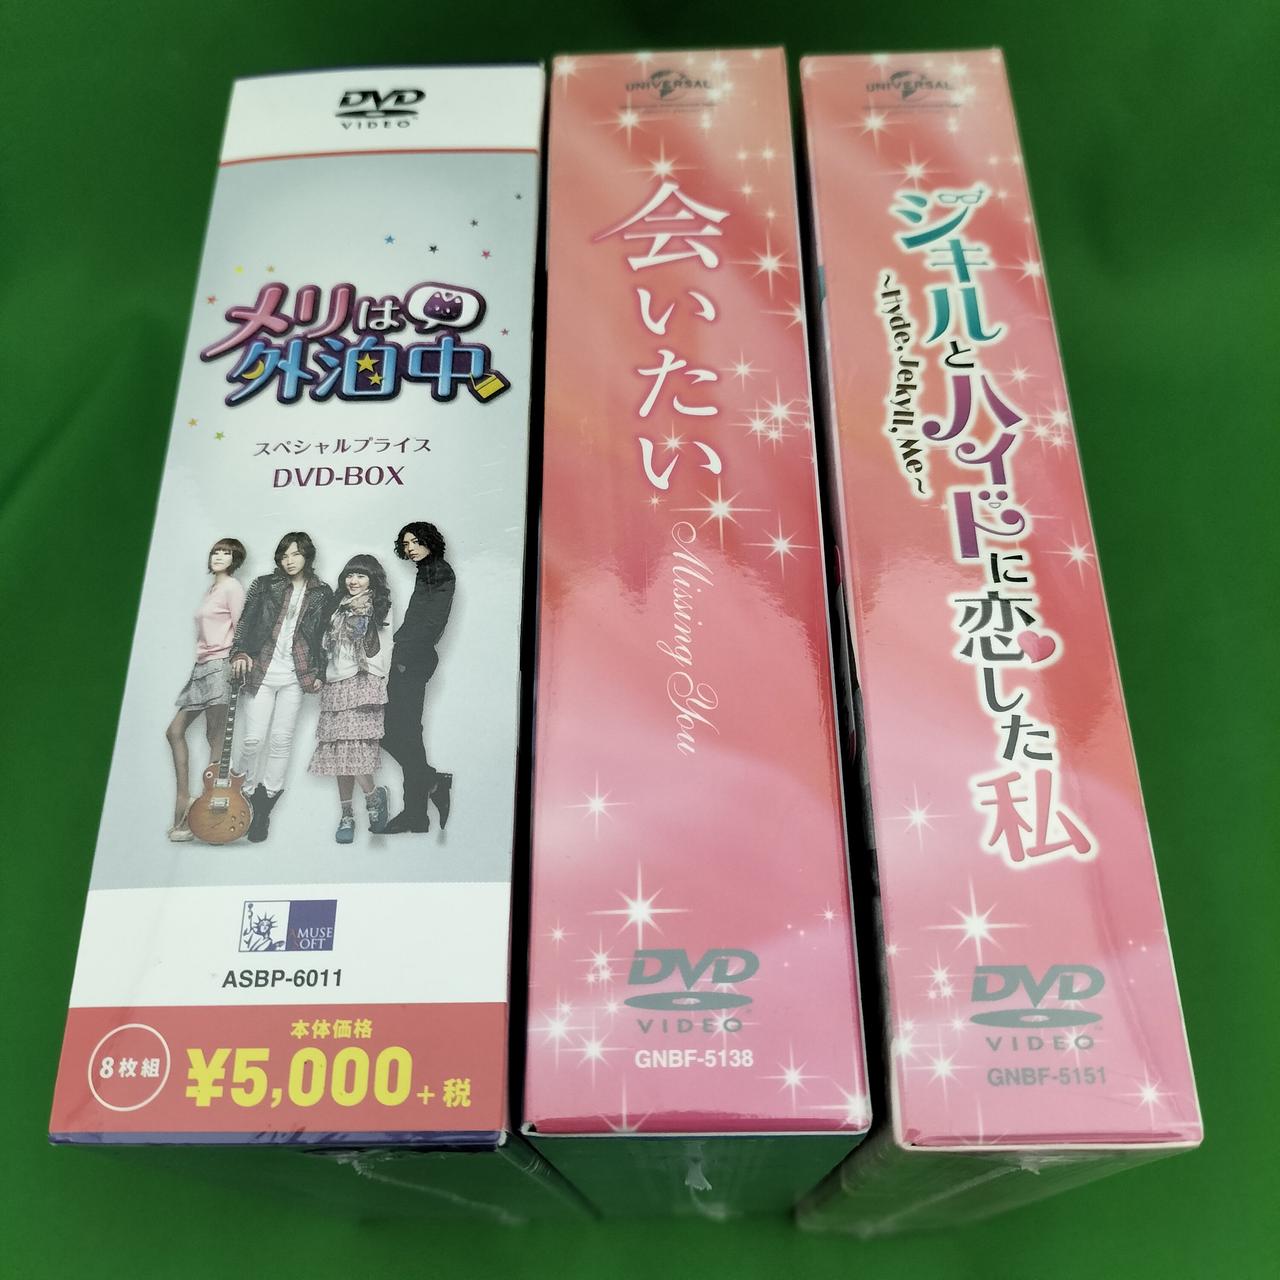 DVD
VIDEO
メリは
外泊中
スペシャルプライス
DVD-BOX
AMUSE
SOFT
ASBP-6011
8枚組
本体価格
¥5,000+税
UNIVERSAL
会いたい
Missing You
DVD
VIDEO
GNBF-5138
UNIVERSAL
ジキルとハイドに恋した私
~Hyde, Jekyll, Me~
DVD
VIDEO
GNBF-5151